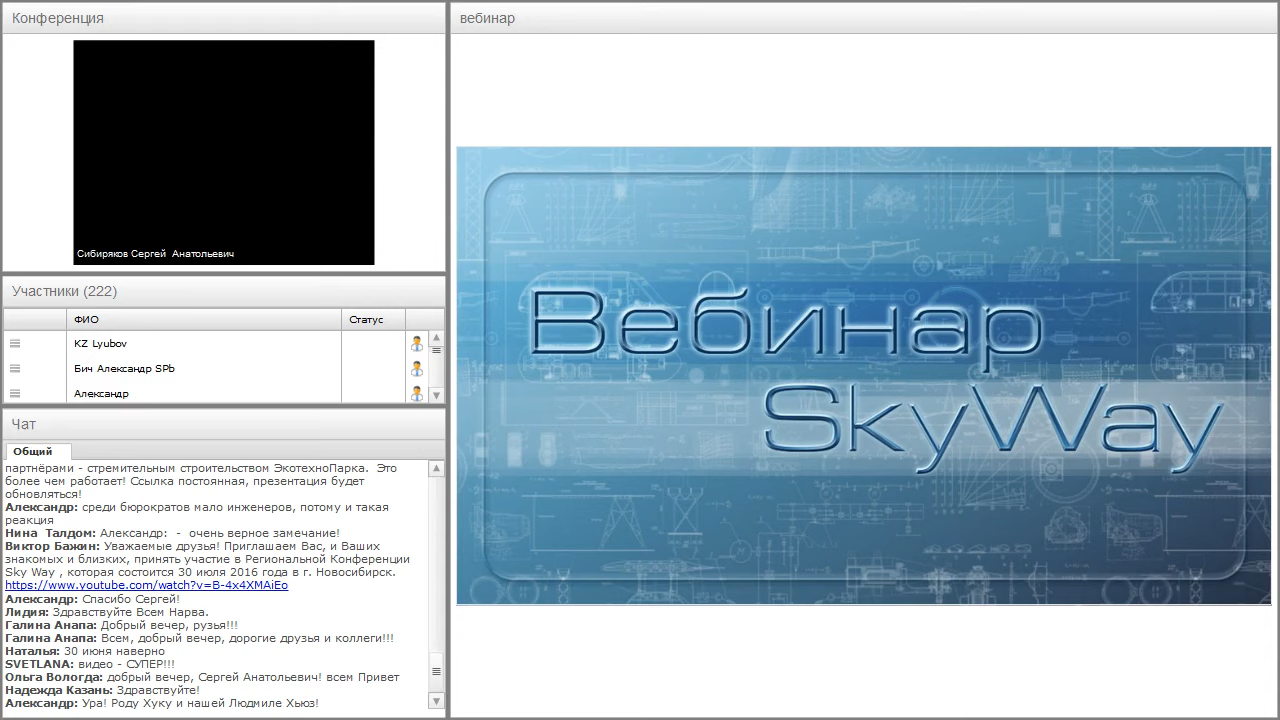 Конференция
Сибиряков Сергей Анатольевич
Участники (222)
ФИО Статус
KZ Lyubov
Бич Александр SPb
Александр
Чат
Общий
партнёрами - стремительным строительством ЭкотехноПарка. Это
более чем работает! Ссылка постоянная, презентация будет
обновляться!
Александр: среди бюрократов мало инженеров, потому и такая
реакция
Нина Талдом: Александр: - очень верное замечание!
Виктор Бажин: Уважаемые друзья! Приглашаем Вас, и Ваших
знакомых и близких, принять участие в Региональной Конференции
Sky Way , которая состоится 30 июля 2016 года в г. Новосибирск.
https://www.youtube.com/watch?v=B-4x4XMAiEo
Александр: Спасибо Сергей!
Лидия: Здравствуйте Всем Нарва.
Галина Анапа: Добрый вечер, рузья!!!
Галина Анапа: Всем, добрый вечер, дорогие друзья и коллеги!!!
Наталья: 30 июня наверно
SVETLANA: видео - СУПЕР!!!
Ольга Вологда: добрый вечер, Сергей Анатольевич! всем Привет
Надежда Казань: Здравствуйте!
Александр: Ура! Роду Хуку и нашей Людмиле Хьюз!
вебинар
Вебинар
SkyWay